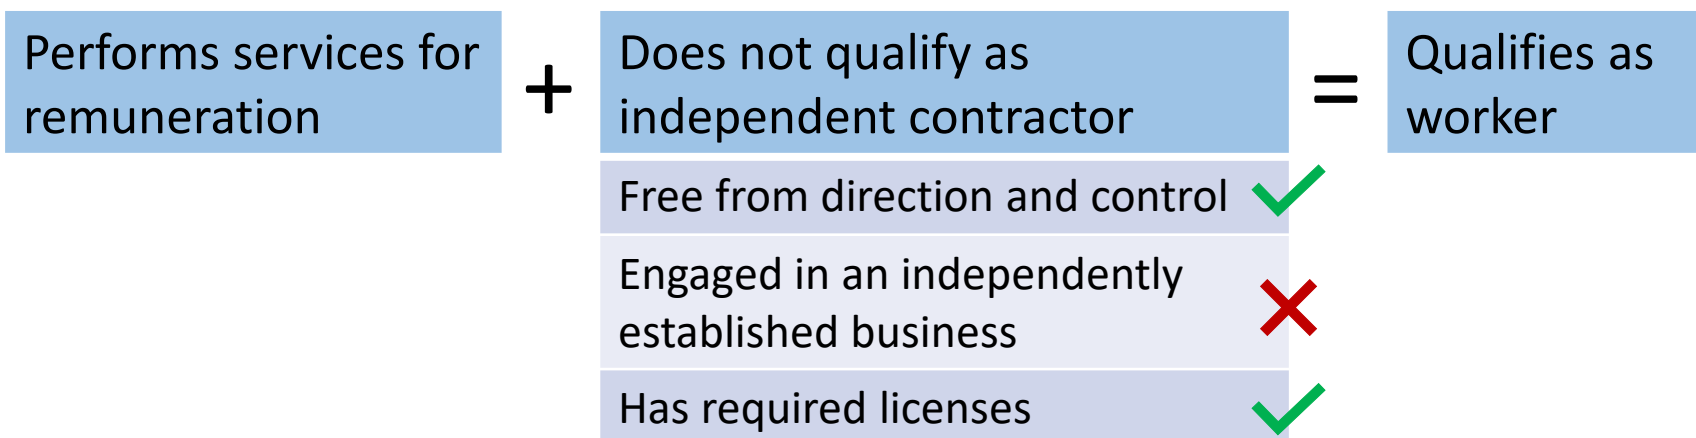 Performs services for
remuneration
+
Does not qualify as
independent contractor
=
Qualifies as
worker
Free from direction and control
Engaged in an independently
established business
Has required licenses